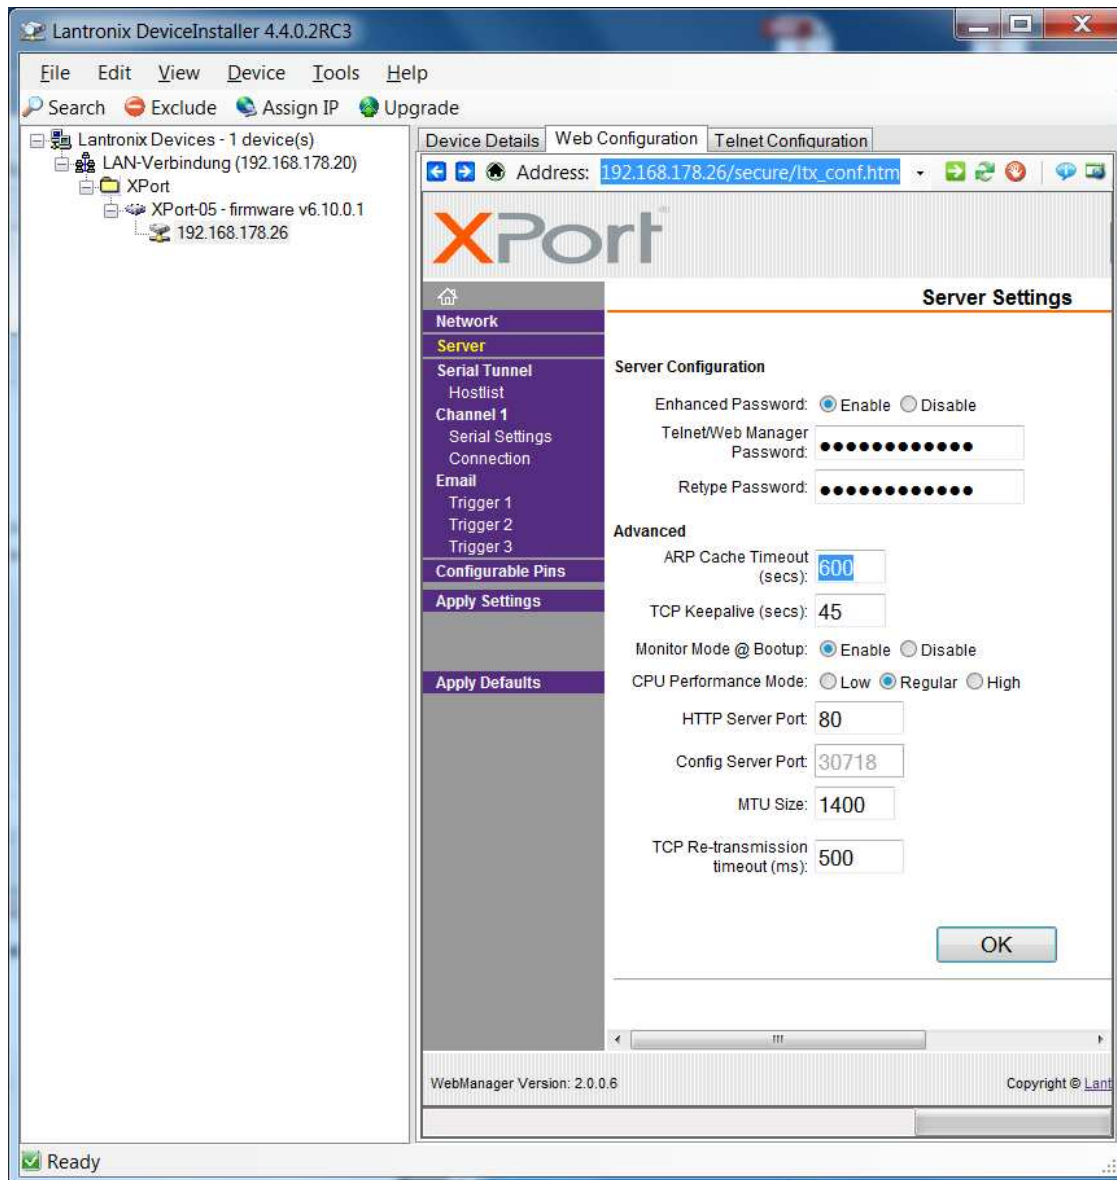 Lantronix DeviceInstaller 4.4.0.2RC3
File Edit View Device Tools Help
Search Exclude Assign IP Upgrade
Lantronix Devices - 1 device(s)
LAN-Verbindung (192.168.178.20)
XPort
XPort-05 - firmware v6.10.0.1
192.168.178.26
Device Details Web Configuration Telnet Configuration
Address: 192.168.178.26/secure/ltx_conf.htm
XPort
Network
Server
Serial Tunnel
Hostlist
Channel 1
Serial Settings
Connection
Email
Trigger 1
Trigger 2
Trigger 3
Configurable Pins
Apply Settings
Apply Defaults
Server Settings
Server Configuration
Enhanced Password: Enable Disable
Telnet/Web Manager
Password: ●●●●●●●●●●●●
Retype Password: ●●●●●●●●●●●●
Advanced
ARP Cache Timeout
(secs): 600
TCP Keepalive (secs): 45
Monitor Mode @ Bootup: Enable Disable
CPU Performance Mode: Low Regular High
HTTP Server Port: 80
Config Server Port: 30718
MTU Size: 1400
TCP Re-transmission
timeout (ms): 500
OK
WebManager Version: 2.0.0.6 Copyright © Lant
Ready